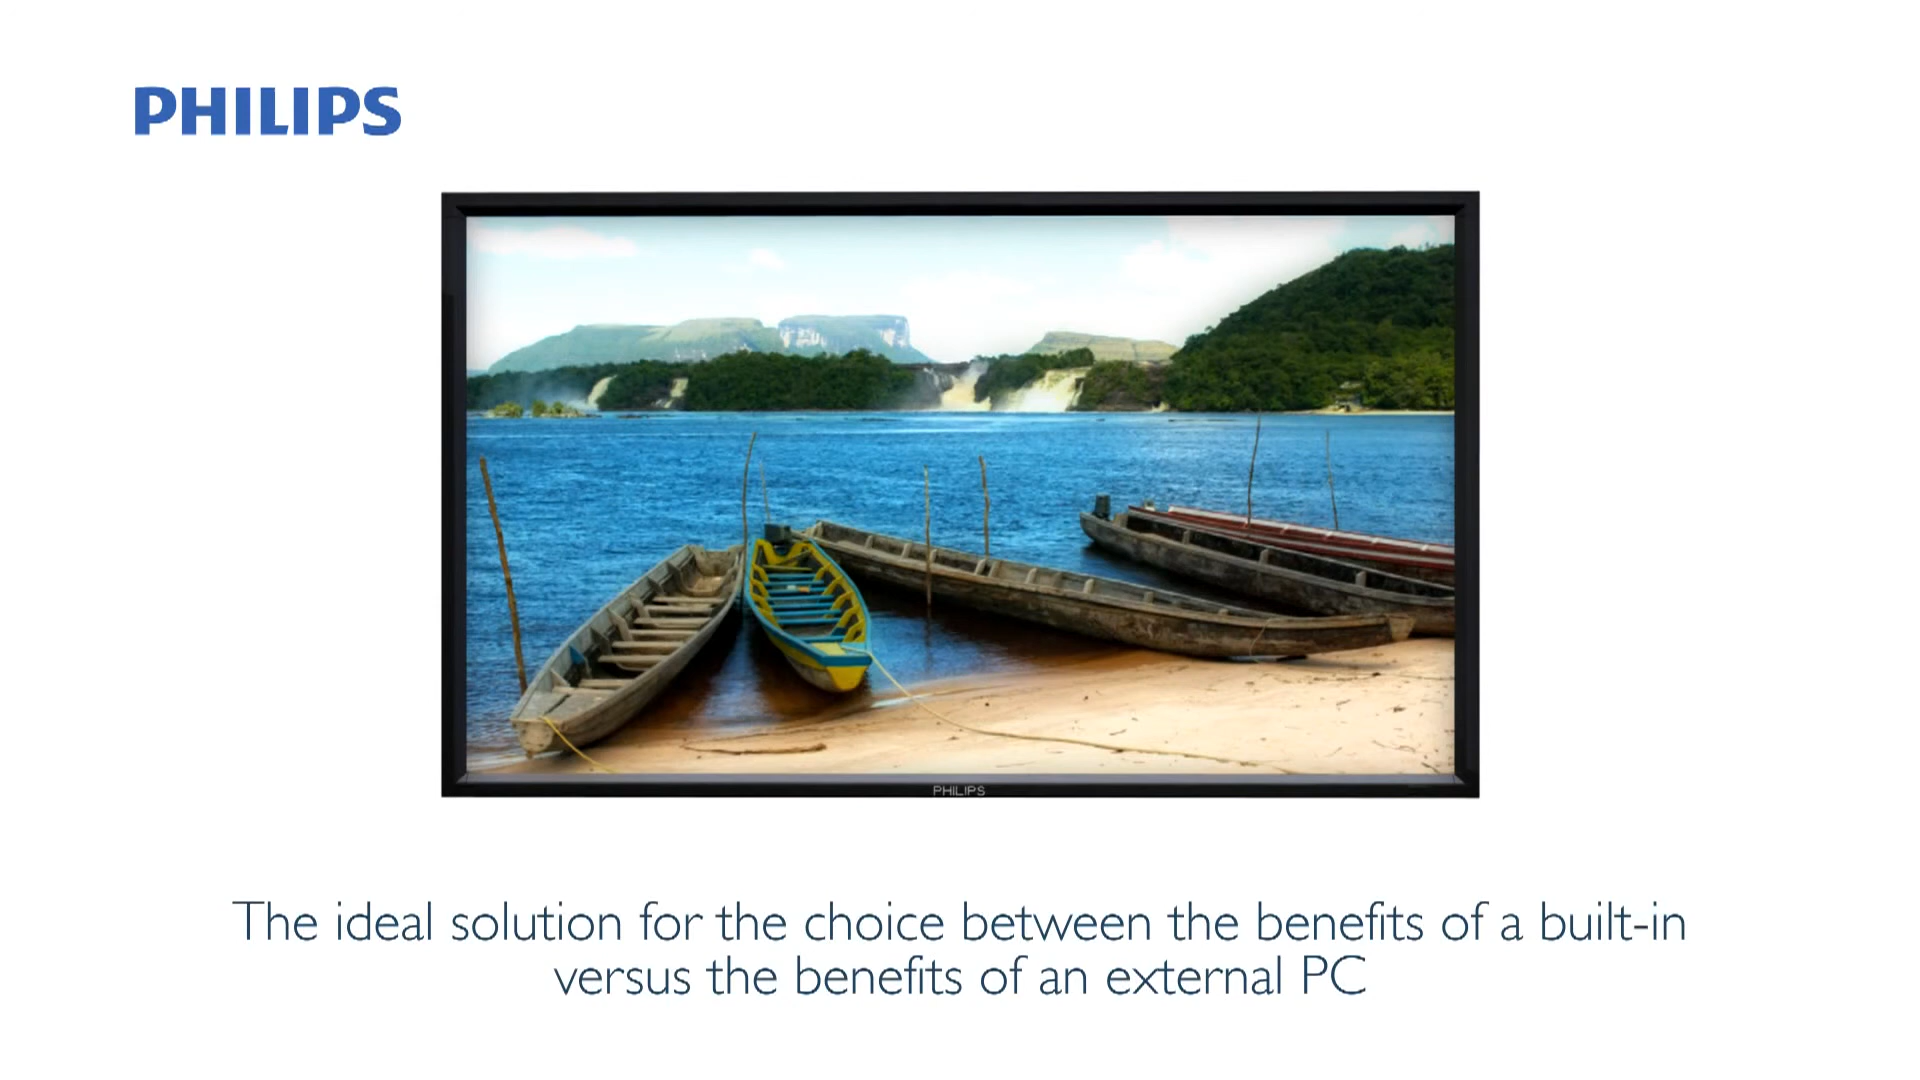 PHILIPS
PHILIPS
The ideal solution for the choice between the benefits of a built-in
versus the benefits of an external PC